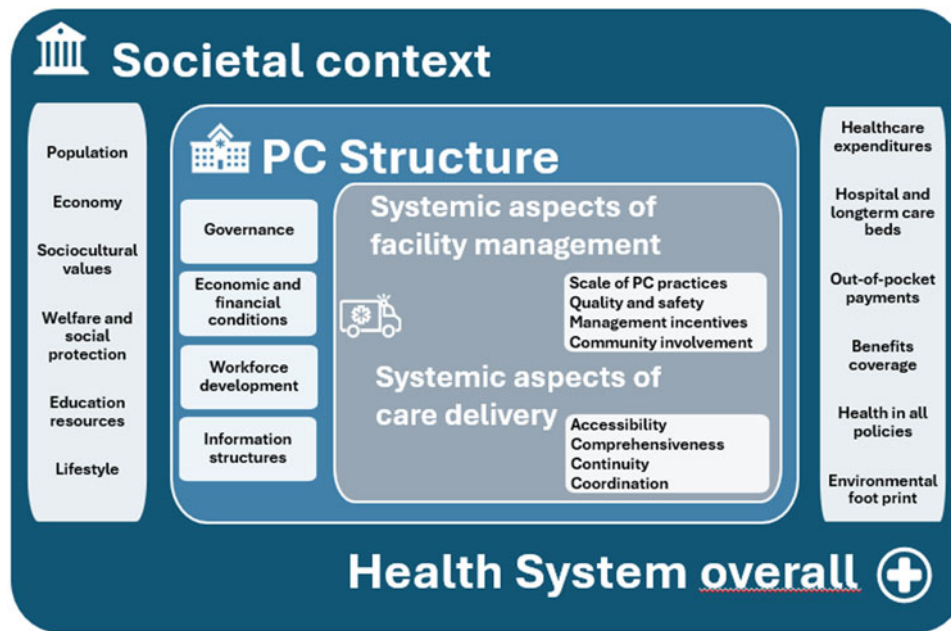 Societal context
Population
Economy
Sociocultural
values
Welfare and
social
protection
Education
resources
Lifestyle
PC Structure
Governance
Economic and
financial
conditions
Workforce
development
Information
structures
Systemic aspects of
facility management
Scale of PC practices
Quality and safety
Management incentives
Community involvement
Systemic aspects of
care delivery
Accessibility
Comprehensiveness
Continuity
Coordination
Healthcare
expenditures
Hospital and
longterm care
beds
Out-of-pocket
payments
Benefits
coverage
Health in all
policies
Environmental
foot print
Health System overall